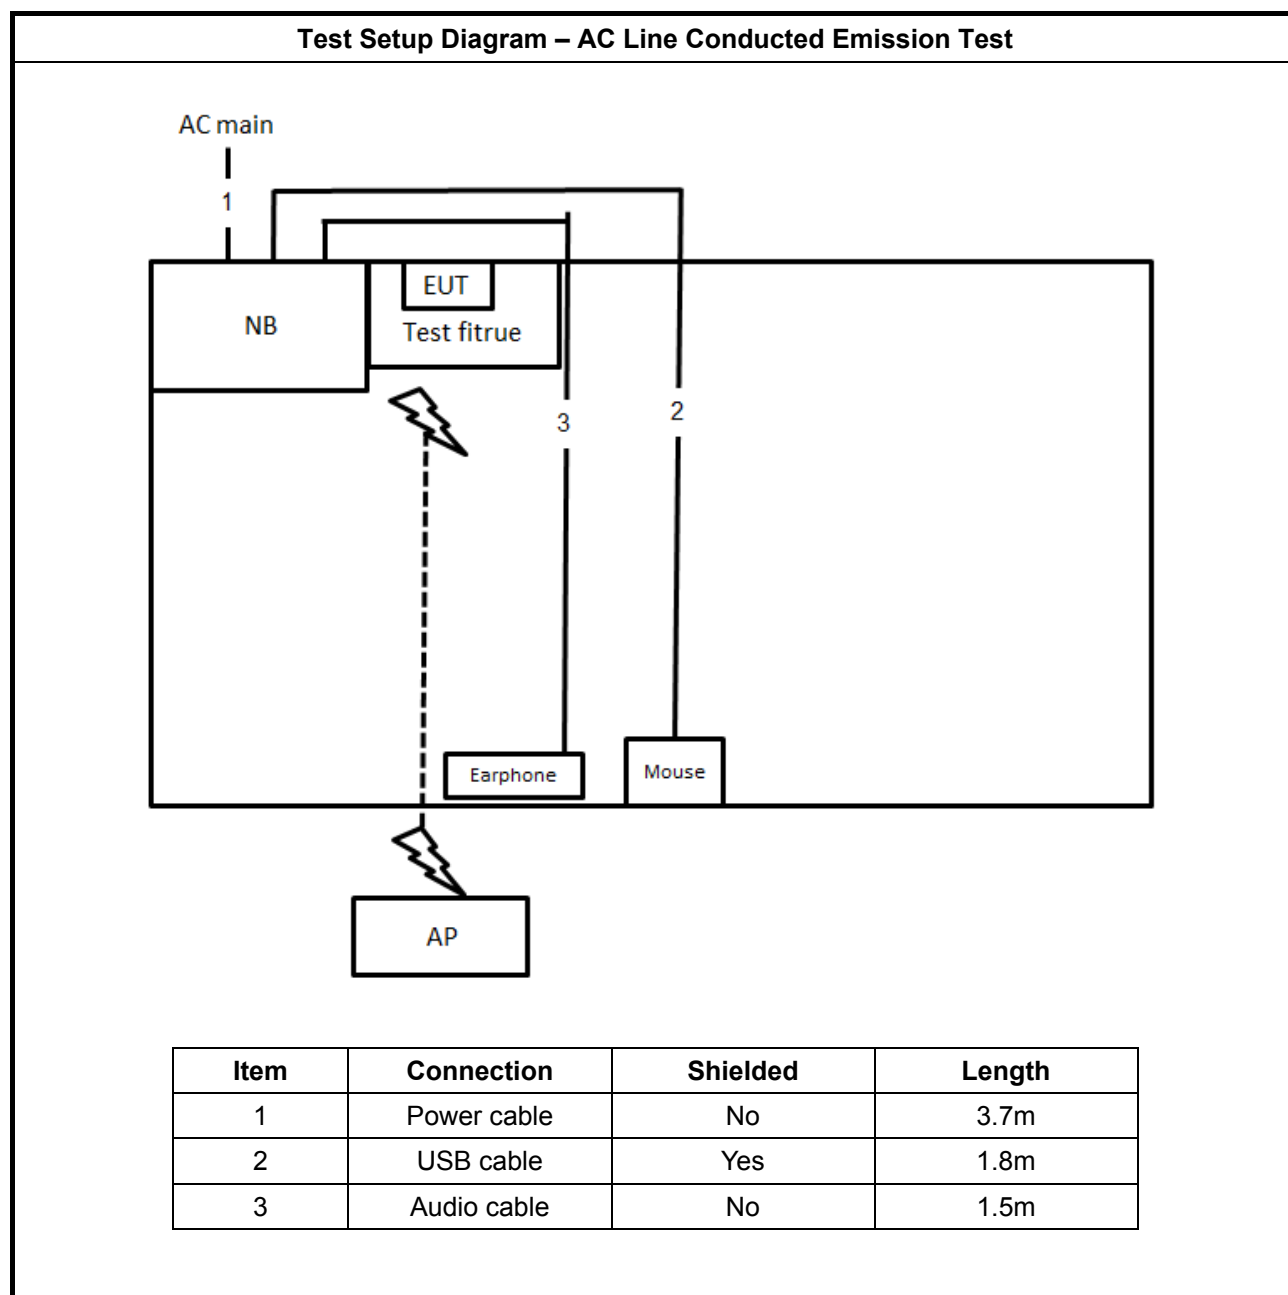 Test Setup Diagram – AC Line Conducted Emission Test
AC main
1
EUT
NB
Test fitrue
3
2
Earphone
Mouse
AP
Item Connection Shielded Length
1 Power cable No 3.7m
2 USB cable Yes 1.8m
3 Audio cable No 1.5m